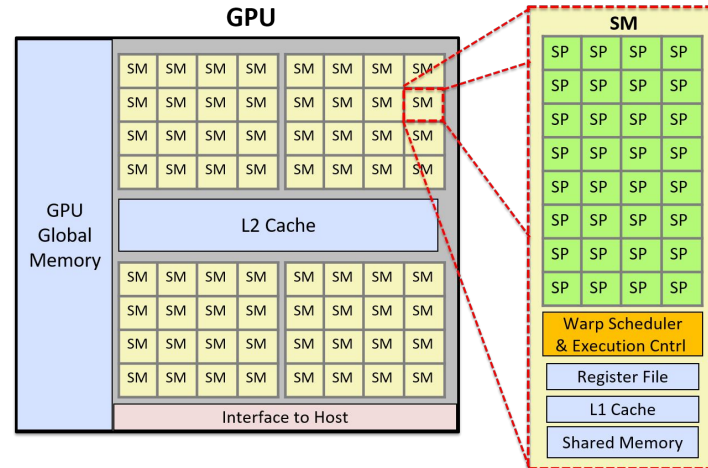 GPU
SM SM SM SM SM SM SM SM
SM SM SM SM SM SM SM SM
SM SM SM SM SM SM SM SM
SM SM SM SM SM SM SM SM
GPU
Global
Memory
L2 Cache
SM SM SM SM SM SM SM SM
SM SM SM SM SM SM SM SM
SM SM SM SM SM SM SM SM
SM SM SM SM SM SM SM SM
Interface to Host
SM
SP SP SP SP
SP SP SP SP
SP SP SP SP
SP SP SP SP
SP SP SP SP
SP SP SP SP
SP SP SP SP
SP SP SP SP
Warp Scheduler
& Execution Cntrl
Register File
L1 Cache
Shared Memory